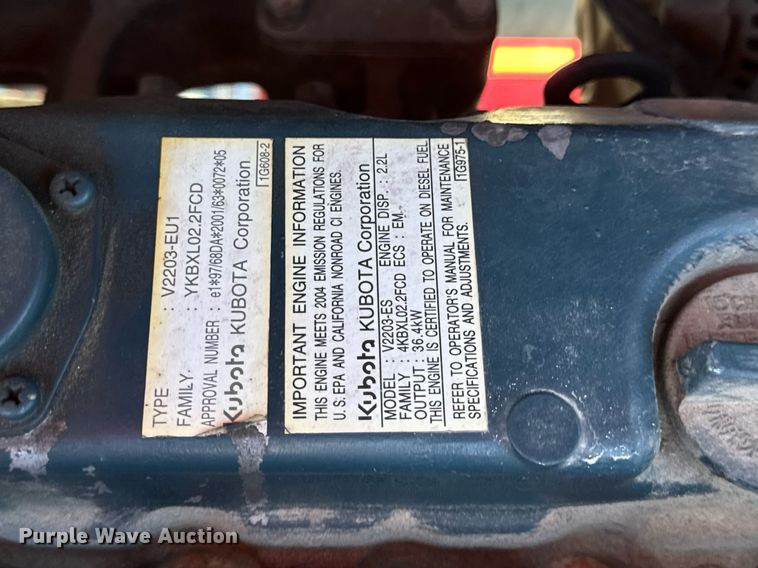 TYPE : V2203-EU1
FAMILY. : YKBXL02.2FCD
APPROVAL NUMBER : e1*97/68DA*2001/63*0072*05
Kubota KUBOTA Corporation
1G608-2
IMPORTANT ENGINE INFORMATION
THIS ENGINE MEETS 2004 EMISSION REGULATIONS FOR
U.S.EPA AND CALIFORNIA NONROAD CI ENGINES.
Kubota KUBOTA Corporation
MODEL : V2203-ES ENGINE DISP. : 2.2L
FAMILY : 4KBXL02.2FCD ECS : EM
OUTPUT : 36.4kW
THIS ENGINE IS CERTIFIED TO OPERATE ON DIESEL FUEL
REFER TO OPERATOR'S MANUAL FOR MAINTENANCE
SPECIFICATIONS AND ADJUSTMENTS.
1G975-1
Purple Wave Auction